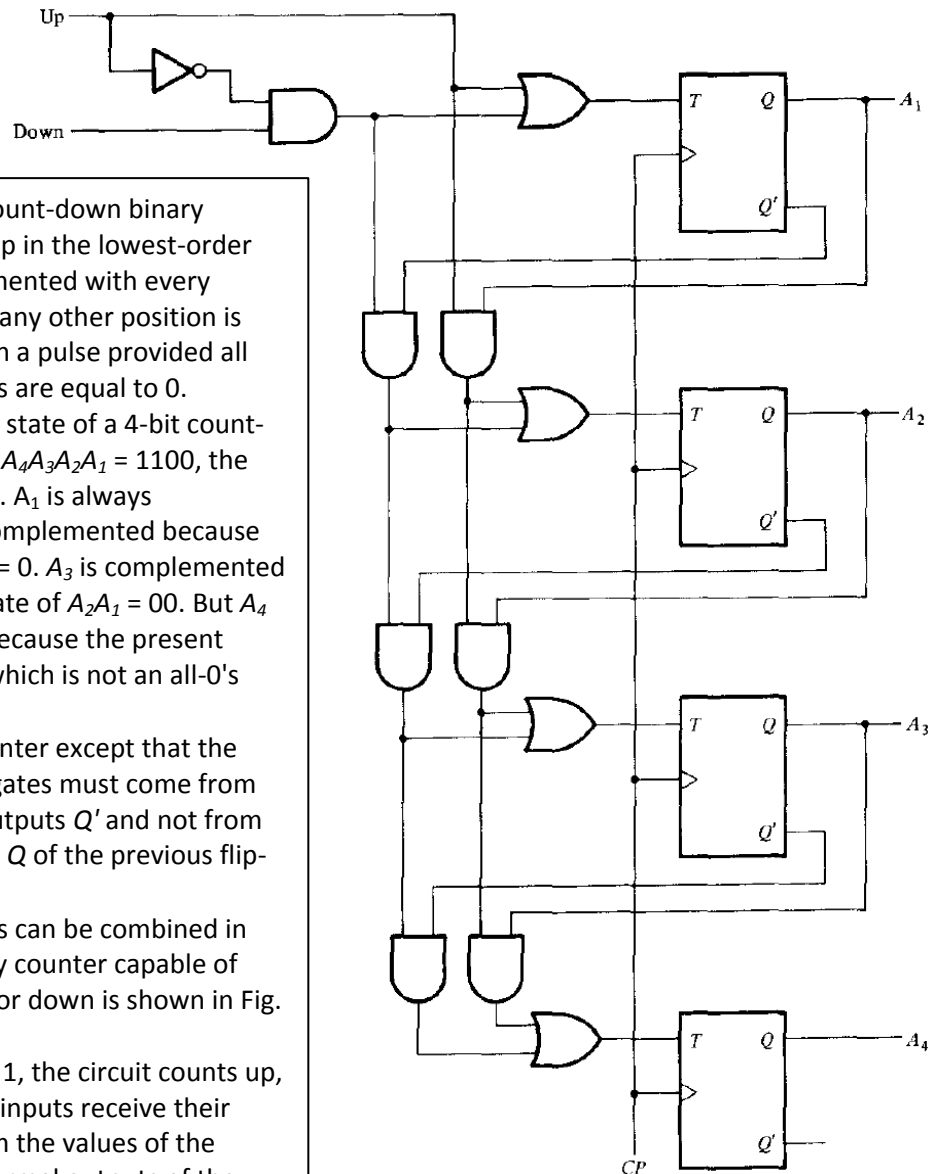 Up
Down
T Q A1
Q'
ount-down binary
p in the lowest-order
mented with every
any other position is
h a pulse provided all
s are equal to 0.
state of a 4-bit count-
A4A3A2A1 = 1100, the
. A1 is always
omplemented because
= 0. A3 is complemented
ate of A2A1 = 00. But A4
because the present
which is not an all-0's
nter except that the
gates must come from
utputs Q' and not from
Q of the previous flip-
s can be combined in
y counter capable of
or down is shown in Fig.
1, the circuit counts up,
inputs receive their
m the values of the
T Q A2
Q'
T Q A3
Q'
T Q A4
Q'
CP